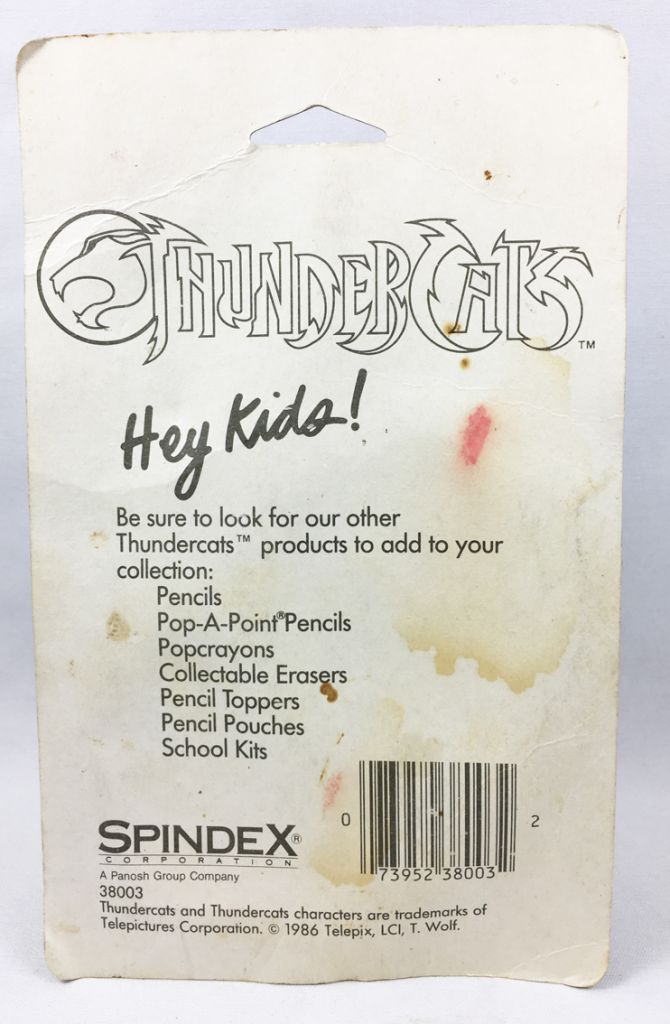 THUNDERCATS™
Hey Kids!
Be sure to look for our other
Thundercats™ products to add to your
collection:
Pencils
Pop-A-Point® Pencils
Popcrayons
Collectable Erasers
Pencil Toppers
Pencil Pouches
School Kits
0 73952 38003 2
SPINDEX®
CORPORATION
A Panosh Group Company
38003
Thundercats and Thundercats characters are trademarks of
Telepictures Corporation. © 1986 Telepix, LCI, T. Wolf.